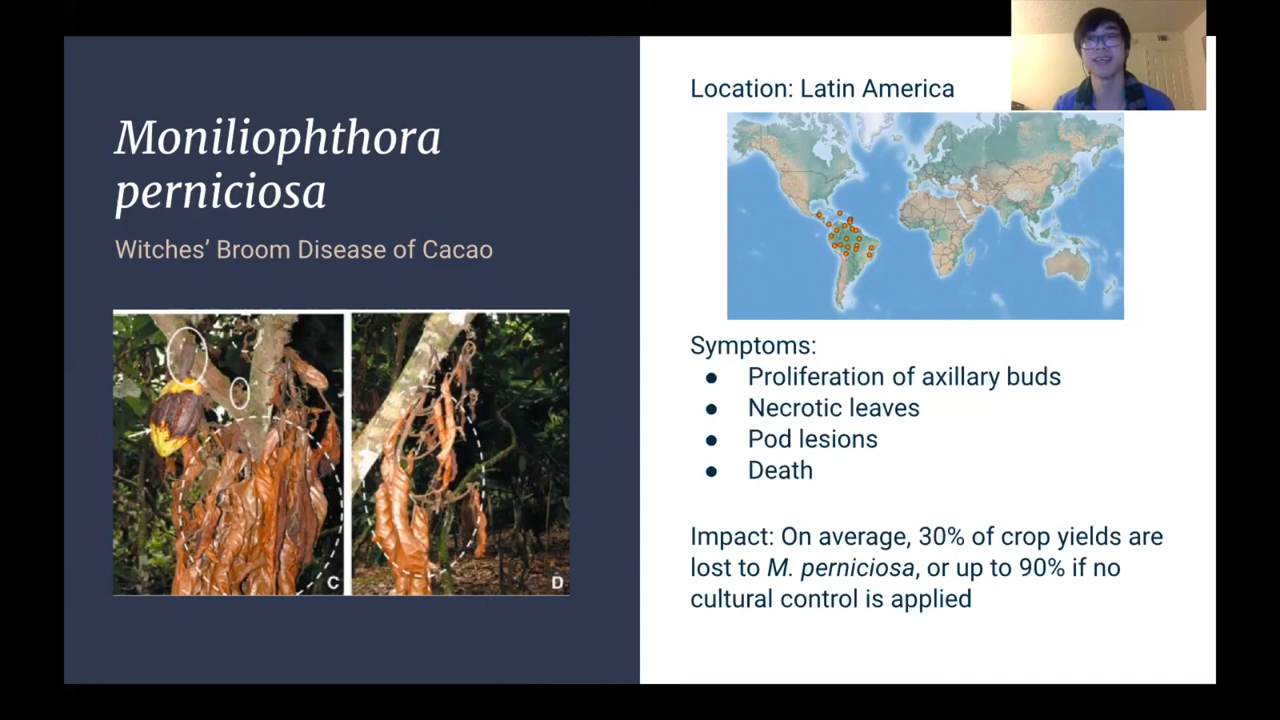 Moniliophthora
perniciosa
Witches’ Broom Disease of Cacao
C
D
Location: Latin America
Symptoms:
● Proliferation of axillary buds
● Necrotic leaves
● Pod lesions
● Death
Impact: On average, 30% of crop yields are
lost to M. perniciosa, or up to 90% if no
cultural control is applied